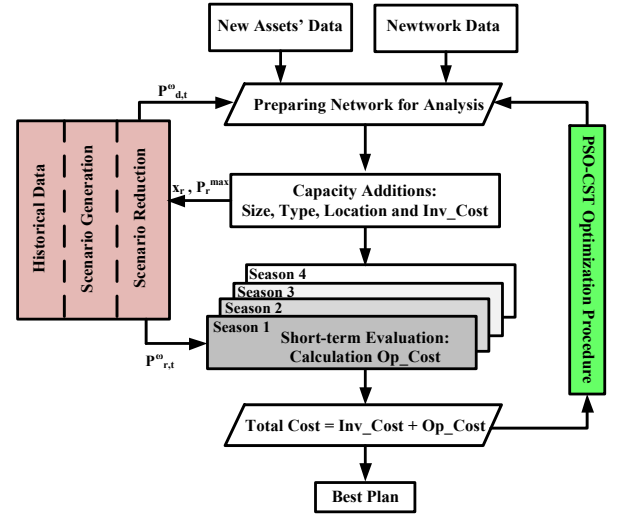 New Assets' Data
Newtwork Data
P^ω_d,t
Preparing Network for Analysis
Historical Data
Scenario Generation
Scenario Reduction
x_r , P_r^max
Capacity Additions:
Size, Type, Location and Inv_Cost
PSO-CST Optimization Procedure
Season 4
Season 3
Season 2
Season 1
Short-term Evaluation:
Calculation Op_Cost
P^ω_r,t
Total Cost = Inv_Cost + Op_Cost
Best Plan